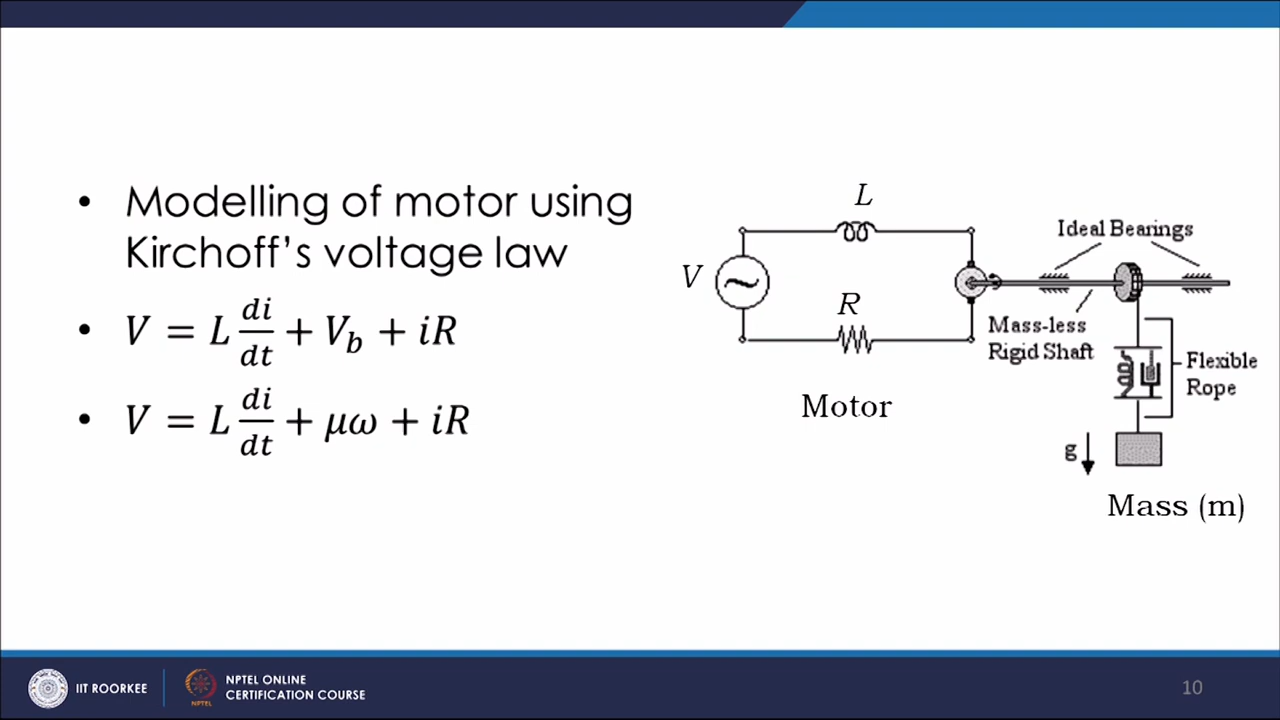 • Modelling of motor using
Kirchoff's voltage law
• V = L di/dt + V_b + iR
• V = L di/dt + μω + iR
L
V
R
Motor
Ideal Bearings
Mass-less
Rigid Shaft
Flexible
Rope
g
Mass (m)
IIT ROORKEE
NPTEL
NPTEL ONLINE
CERTIFICATION COURSE
10